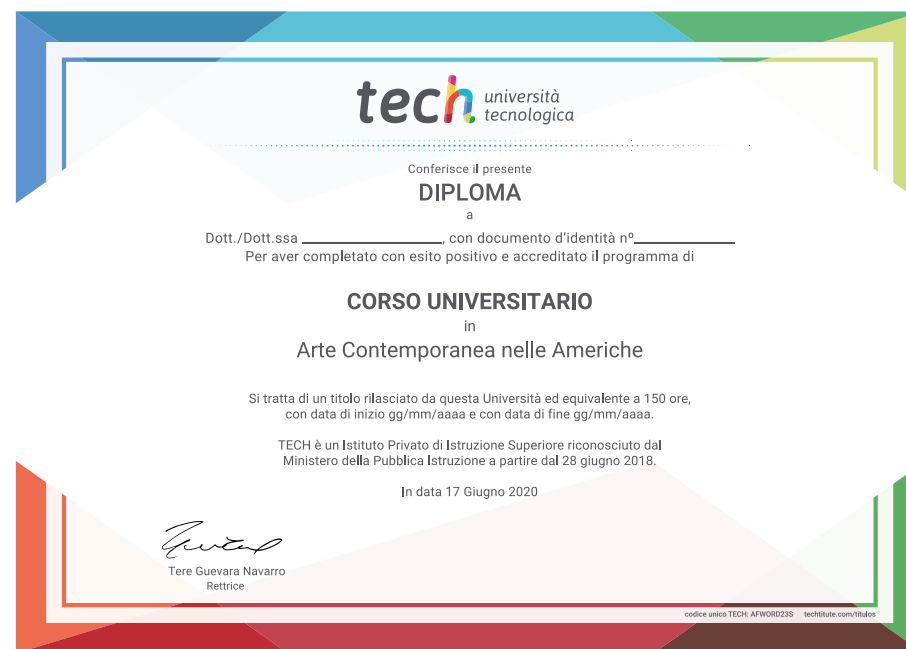 tech università
tecnologica
Conferisce il presente
DIPLOMA
a
Dott./Dott.ssa ________________, con documento d'identità nº____________
Per aver completato con esito positivo e accreditato il programma di
CORSO UNIVERSITARIO
in
Arte Contemporanea nelle Americhe
Si tratta di un titolo rilasciato da questa Università ed equivalente a 150 ore,
con data di inizio gg/mm/aaaa e con data di fine gg/mm/aaaa.
TECH è un Istituto Privato di Istruzione Superiore riconosciuto dal
Ministero della Pubblica Istruzione a partire dal 28 giugno 2018.
In data 17 Giugno 2020
Tere Guevara Navarro
Rettrice
codice unico TECH: AFWORD23S techtitute.com/titulos